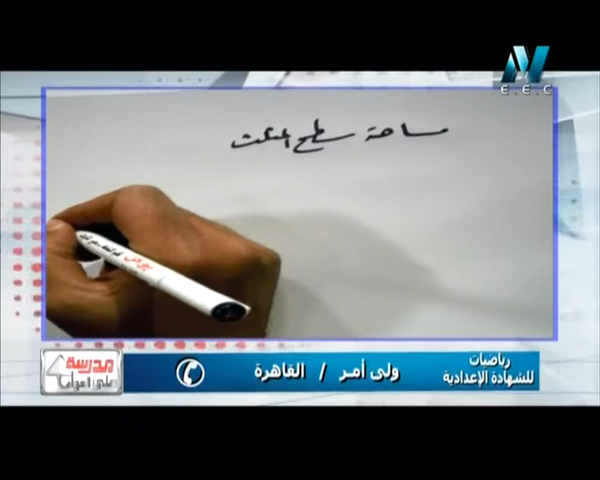 E.E.C
مساحة سطح المثلث
رياضيات
للشهادة الإعدادية
ولى أمر / القاهرة
مدرسة
على الهواء